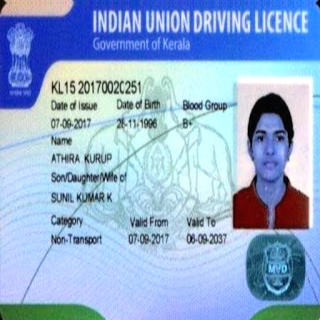 INDIAN UNION DRIVING LICENCE
Government of Kerala
KL15 20170020251
Date of Issue Date of Birth Blood Group
07-09-2017 26-11-1996 B+
Name
ATHIRA KURUP
Son/Daughter/Wife of
SUNIL KUMAR K
Category Valid From Valid To
Non-Transport 07-09-2017 06-09-2037
MVD